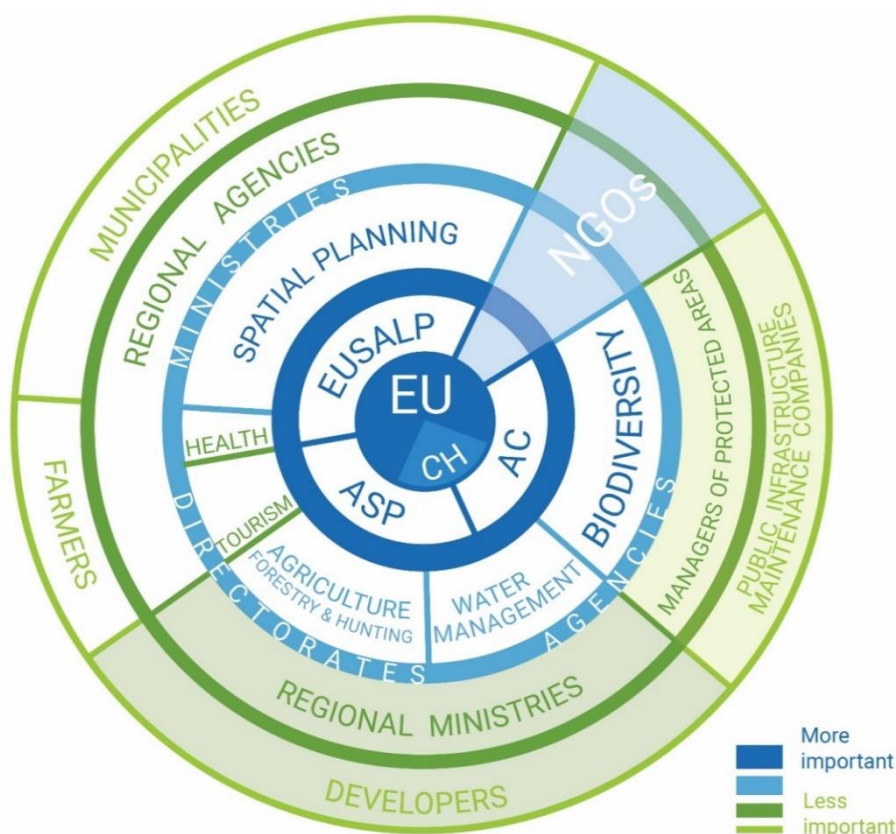 MUNICIPALITIES
REGIONAL AGENCIES
MINISTRIES
SPATIAL PLANNING
NGOs
EUSALP
EU
CH
AC
ASP
BIODIVERSITY
MANAGERS OF PROTECTED AREAS
PUBLIC INFRASTRUCTURE
MAINTENANCE COMPANIES
HEALTH
TOURISM
FARMERS
DIRECTORATES
AGRICULTURE
FORESTRY & HUNTING
WATER
MANAGEMENT
AGENCIES
REGIONAL MINISTRIES
DEVELOPERS
More
important
Less
important